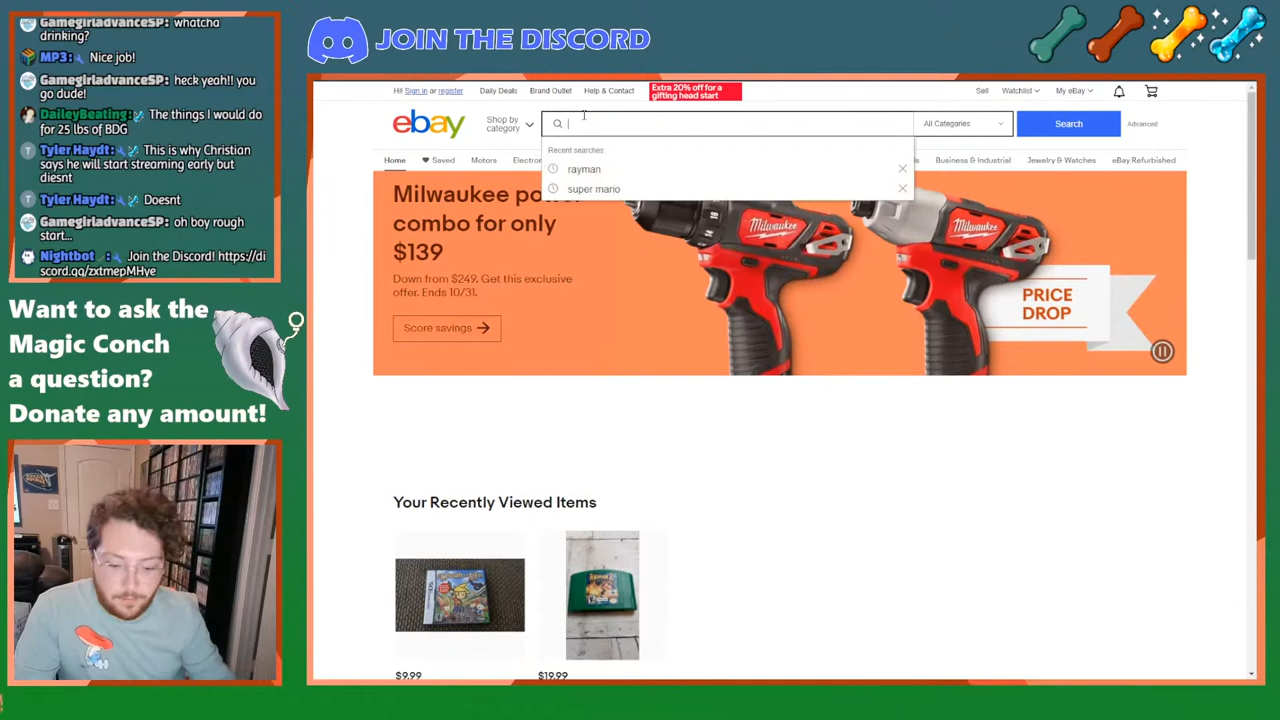 GamegirladvanceSP: whatcha
drinking?
MP3: Nice job!
GamegirladvanceSP: heck yeah!! you
go dude!
DaileyBeating: The things I would do
for 25 lbs of BDG
Tyler Haydt: This is why Christian
says he will start streaming early but
diesnt
Tyler Haydt: Doesnt
GamegirladvanceSP: oh boy rough
start...
Nightbot: Join the Discord! https://di
scord.gg/zxtmepMHye
Want to ask the
Magic Conch
a question?
Donate any amount!
JOIN THE DISCORD
Hi! Sign in or register
Daily Deals
Brand Outlet
Help & Contact
Extra 20% off for a
gifting head start
Sell
Watchlist
My eBay
ebay
Shop by
category
All Categories
Search
Advanced
Recent searches
rayman
super mario
Home
Saved
Motors
Electron
Business & Industrial
Jewelry & Watches
eBay Refurbished
Milwaukee pow
combo for only
$139
Down from $249. Get this exclusive
offer. Ends 10/31.
Score savings
Milwaukee
Milwaukee
PRICE
DROP
Your Recently Viewed Items
$9.99
$19.99